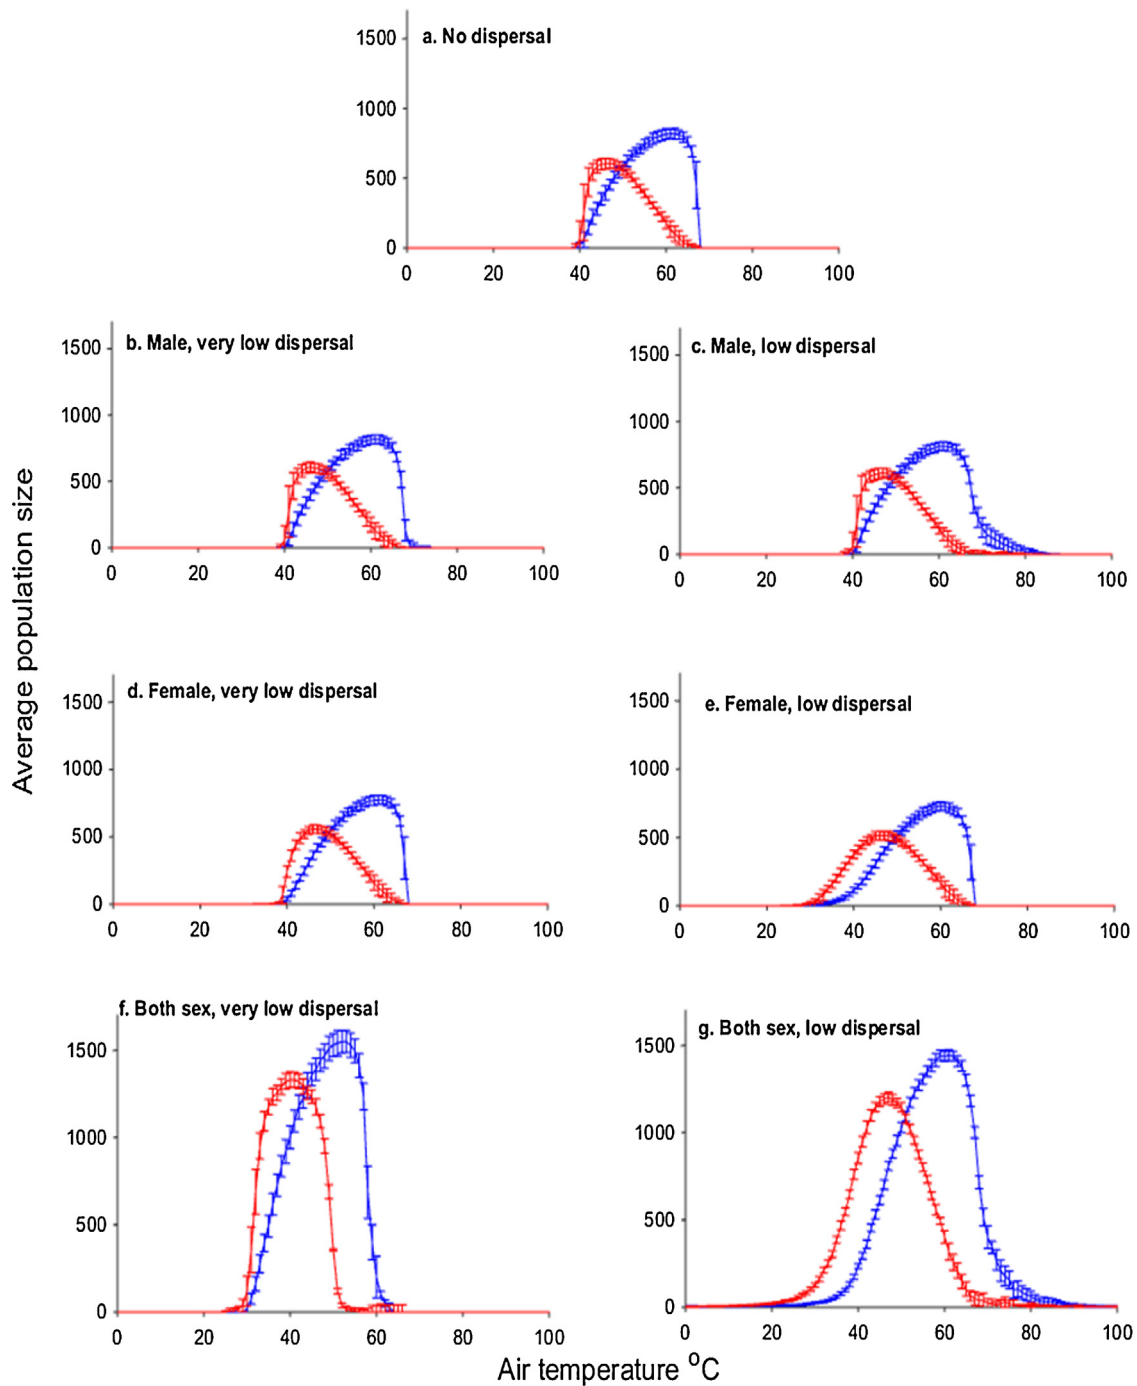 a. No dispersal
1500
1000
500
0
0 20 40 60 80 100
b. Male, very low dispersal
1500
1000
500
0
0 20 40 60 80 100
c. Male, low dispersal
1500
1000
500
0
0 20 40 60 80 100
Average population size
d. Female, very low dispersal
1500
1000
500
0
0 20 40 60 80 100
e. Female, low dispersal
1500
1000
500
0
0 20 40 60 80 100
f. Both sex, very low dispersal
1500
1000
500
0
0 20 40 60 80 100
g. Both sex, low dispersal
1500
1000
500
0
0 20 40 60 80 100
Air temperature °C